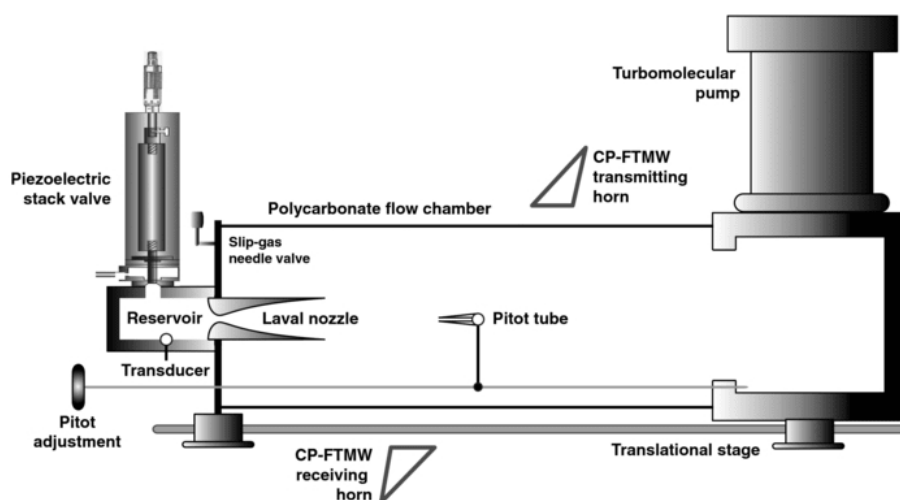 Turbomolecular
pump
Piezoelectric
stack valve
CP-FTMW
transmitting
horn
Polycarbonate flow chamber
Slip-gas
needle valve
Reservoir
Laval nozzle
Pitot tube
Transducer
Pitot
adjustment
CP-FTMW
receiving
horn
Translational stage